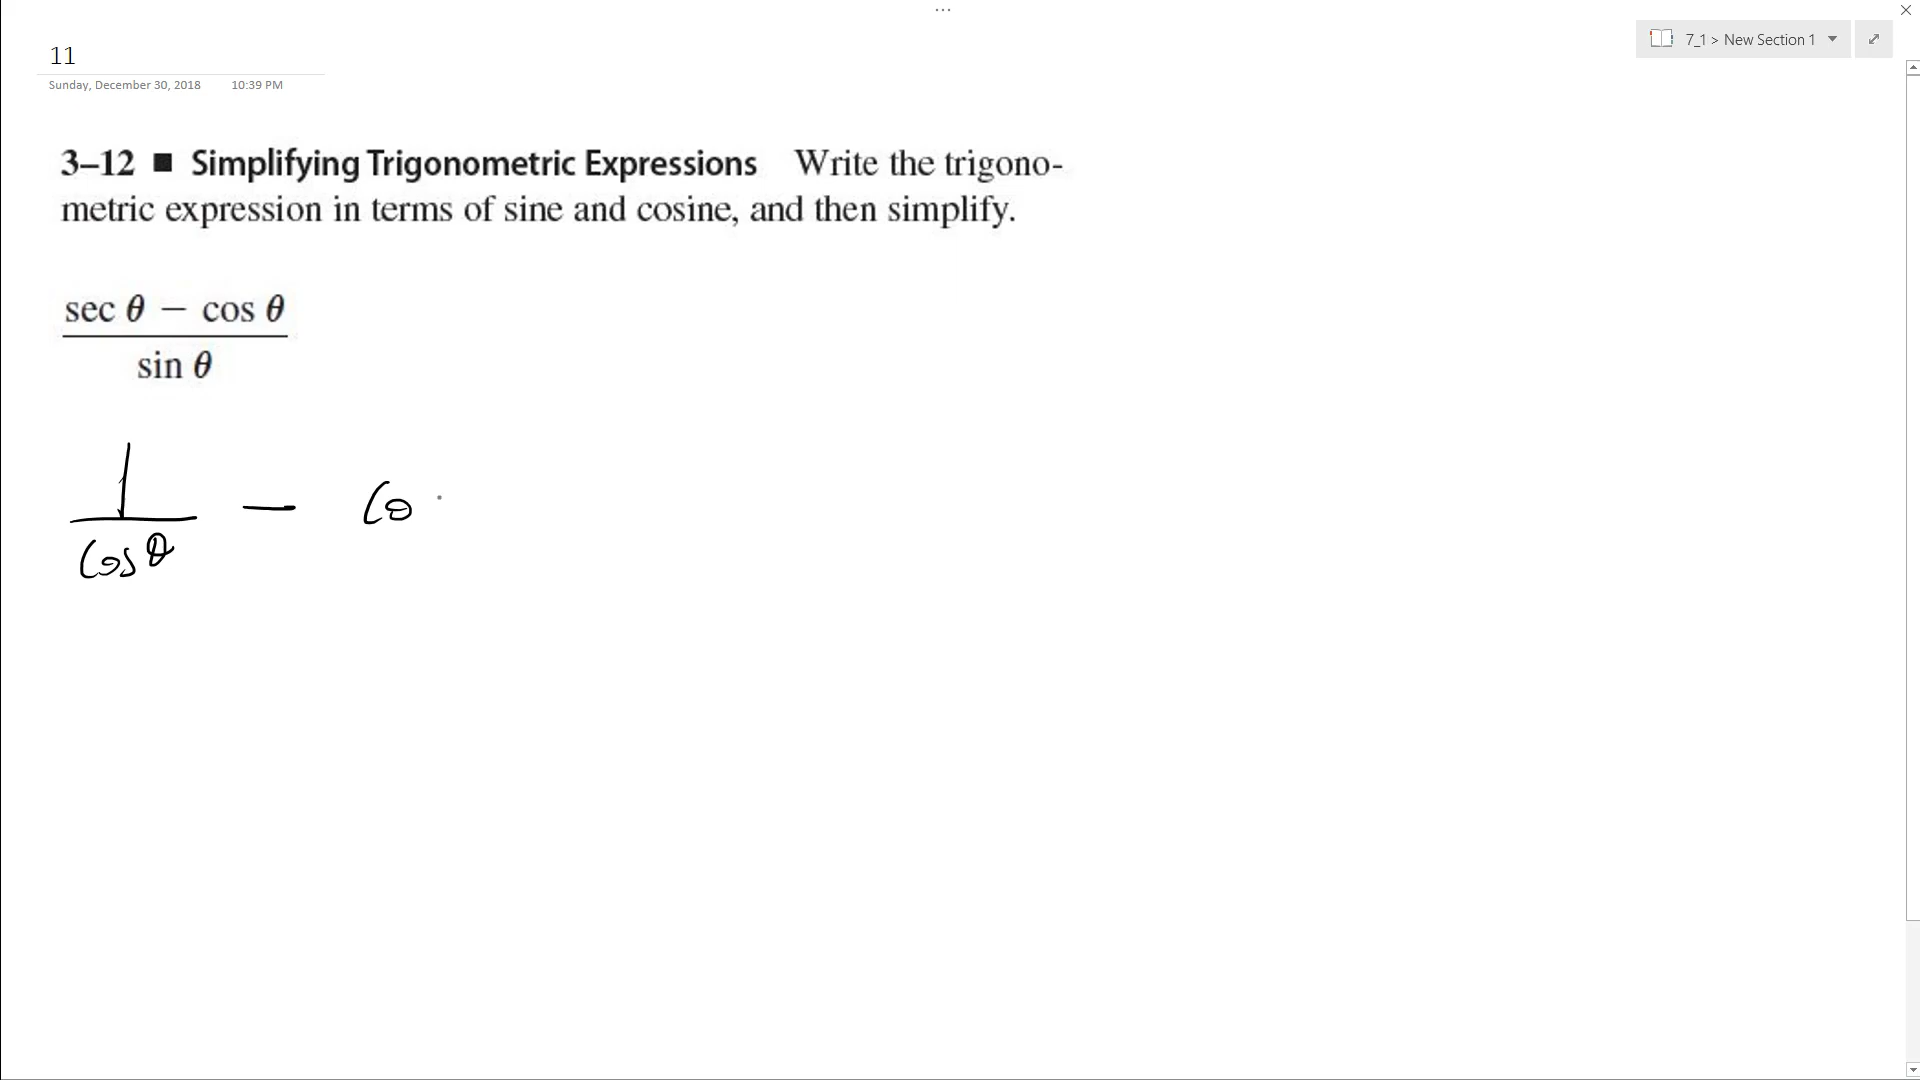 ...
7_1 > New Section 1
11
Sunday, December 30, 2018 10:39 PM
3–12 ■ Simplifying Trigonometric Expressions Write the trigono-
metric expression in terms of sine and cosine, and then simplify.
sec θ − cos θ
sin θ
1 − co
cos θ